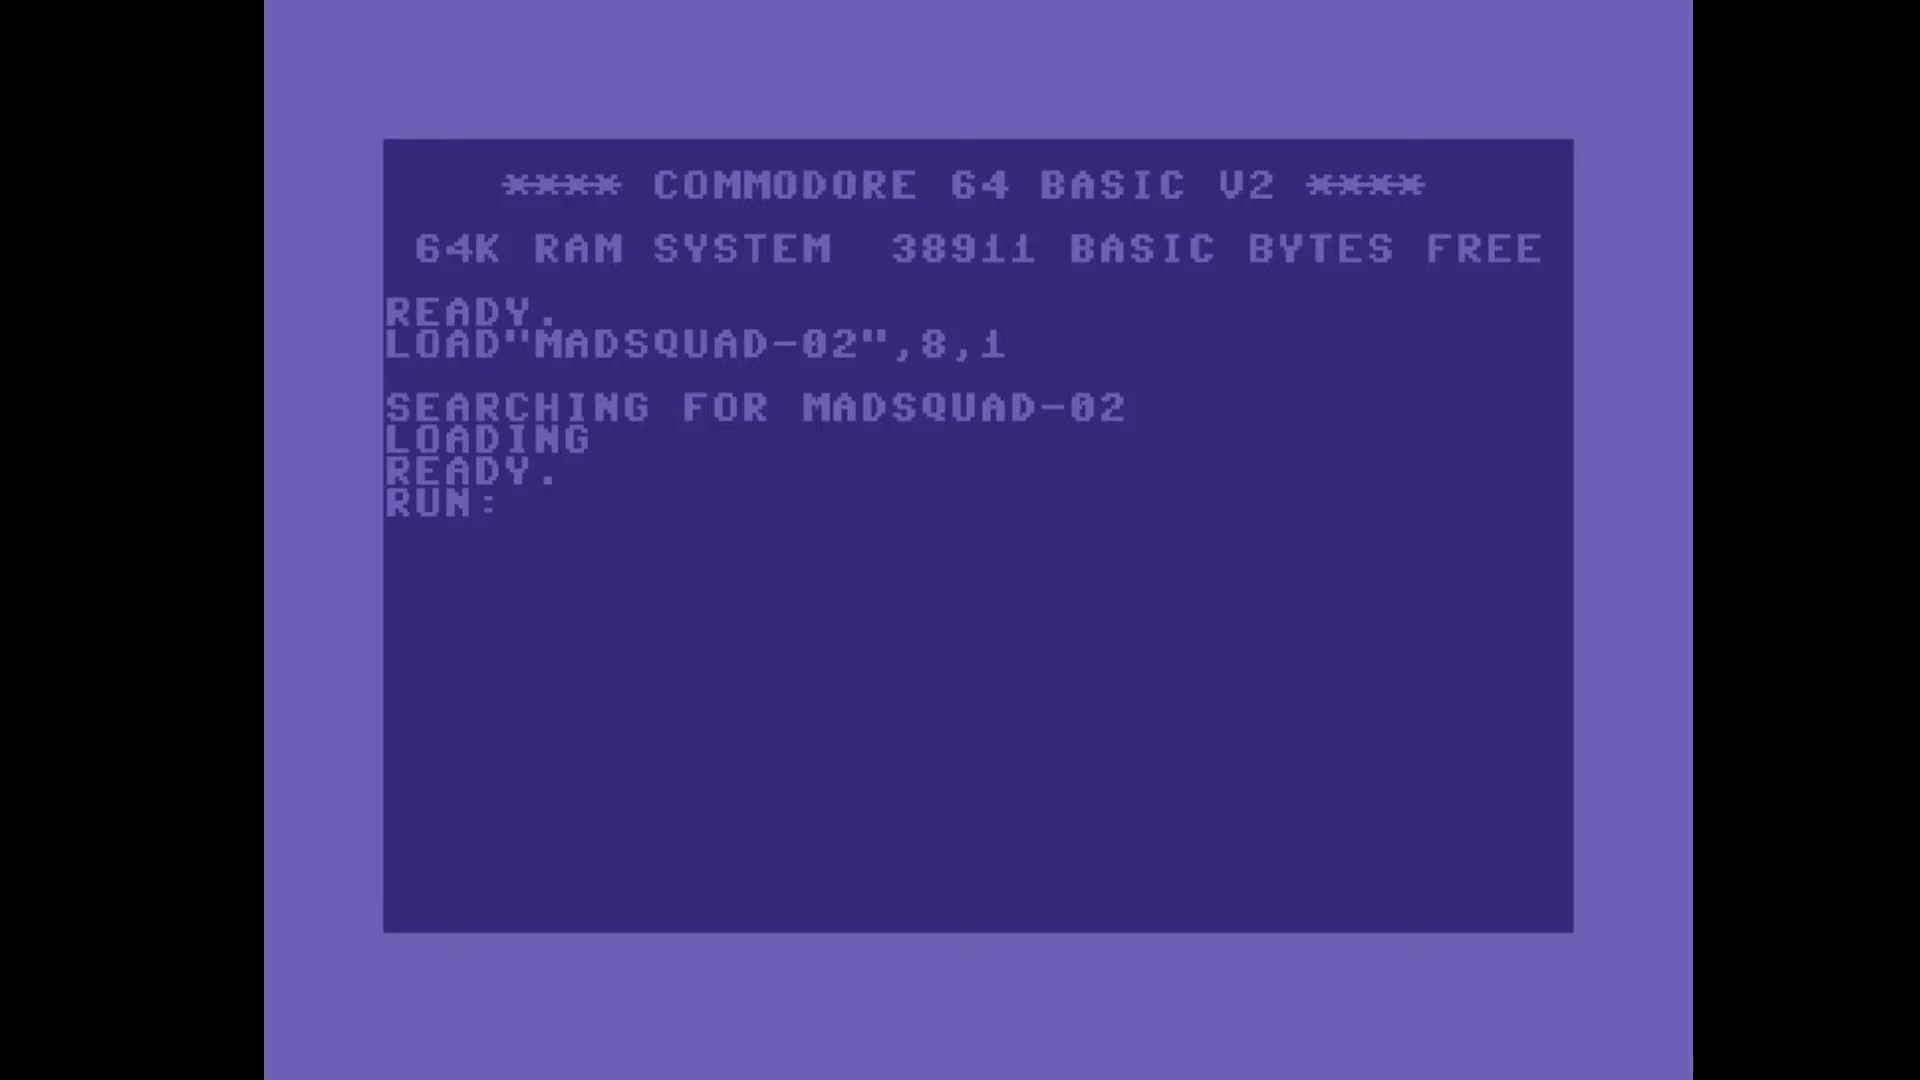 **** COMMODORE 64 BASIC V2 ****
64K RAM SYSTEM  38911 BASIC BYTES FREE
READY.
LOAD"MADSQUAD-02",8,1
SEARCHING FOR MADSQUAD-02
LOADING
READY.
RUN: